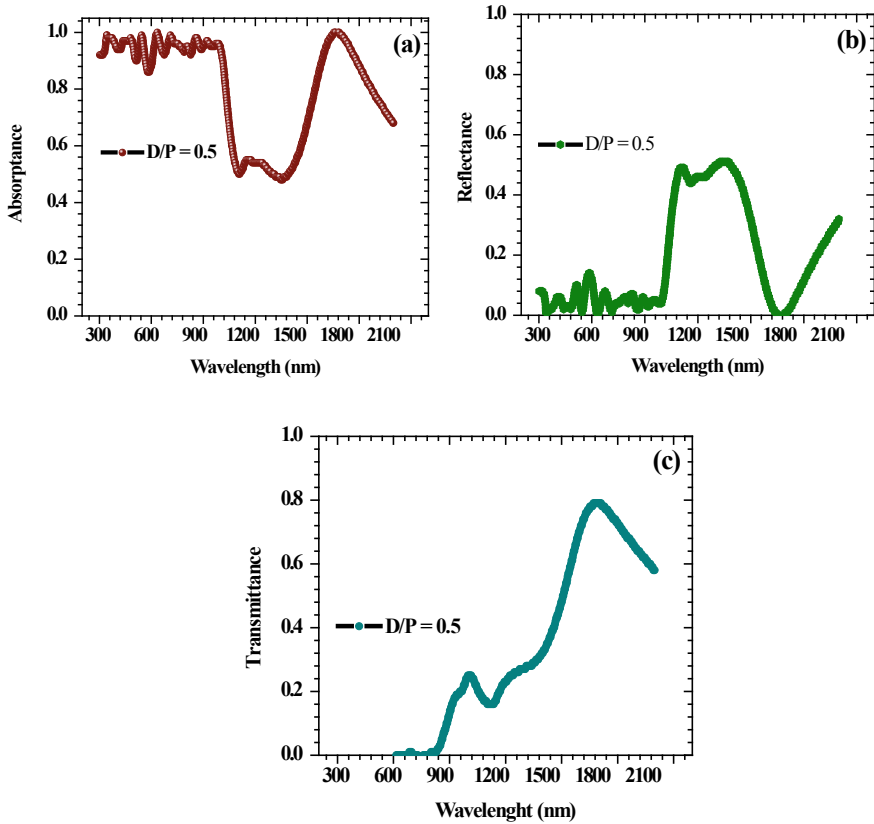 (a)
1.0
0.8
0.6
0.4
0.2
0.0
Absorptance
D/P = 0.5
300 600 900 1200 1500 1800 2100
Wavelength (nm)
(b)
1.0
0.8
0.6
0.4
0.2
0.0
Reflectance
D/P = 0.5
300 600 900 1200 1500 1800 2100
Wavelength (nm)
(c)
1.0
0.8
0.6
0.4
0.2
0.0
Transmittance
D/P = 0.5
300 600 900 1200 1500 1800 2100
Wavelenght (nm)